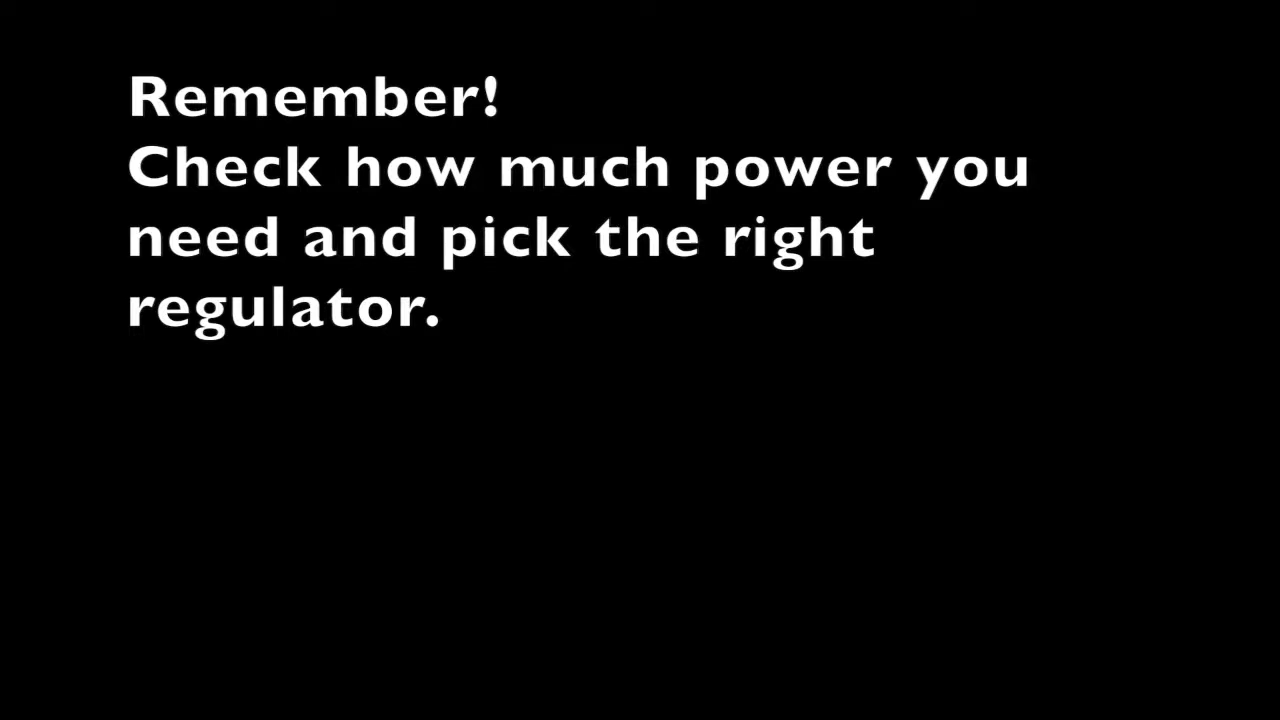 Remember!
Check how much power you
need and pick the right
regulator.